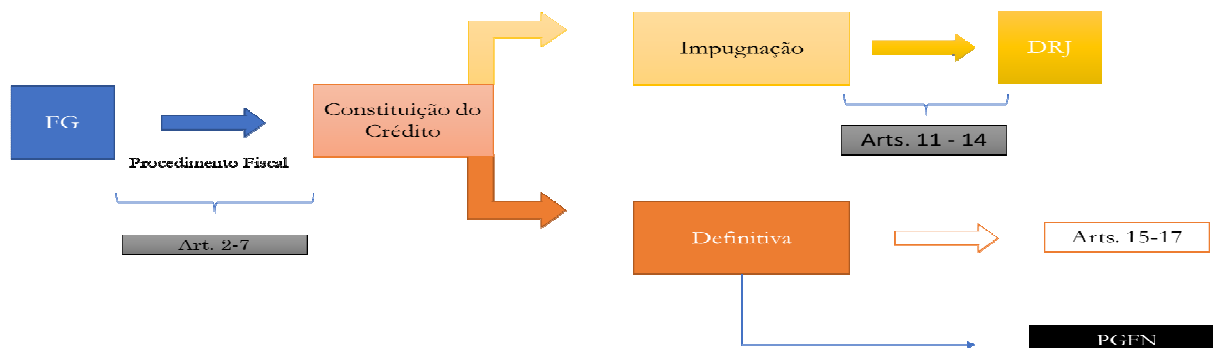 FG
Procedimento Fiscal
Art. 2-7
Constituição do
Crédito
Impugnação
DRJ
Arts. 11 - 14
Definitiva
Arts. 15-17
PGFN